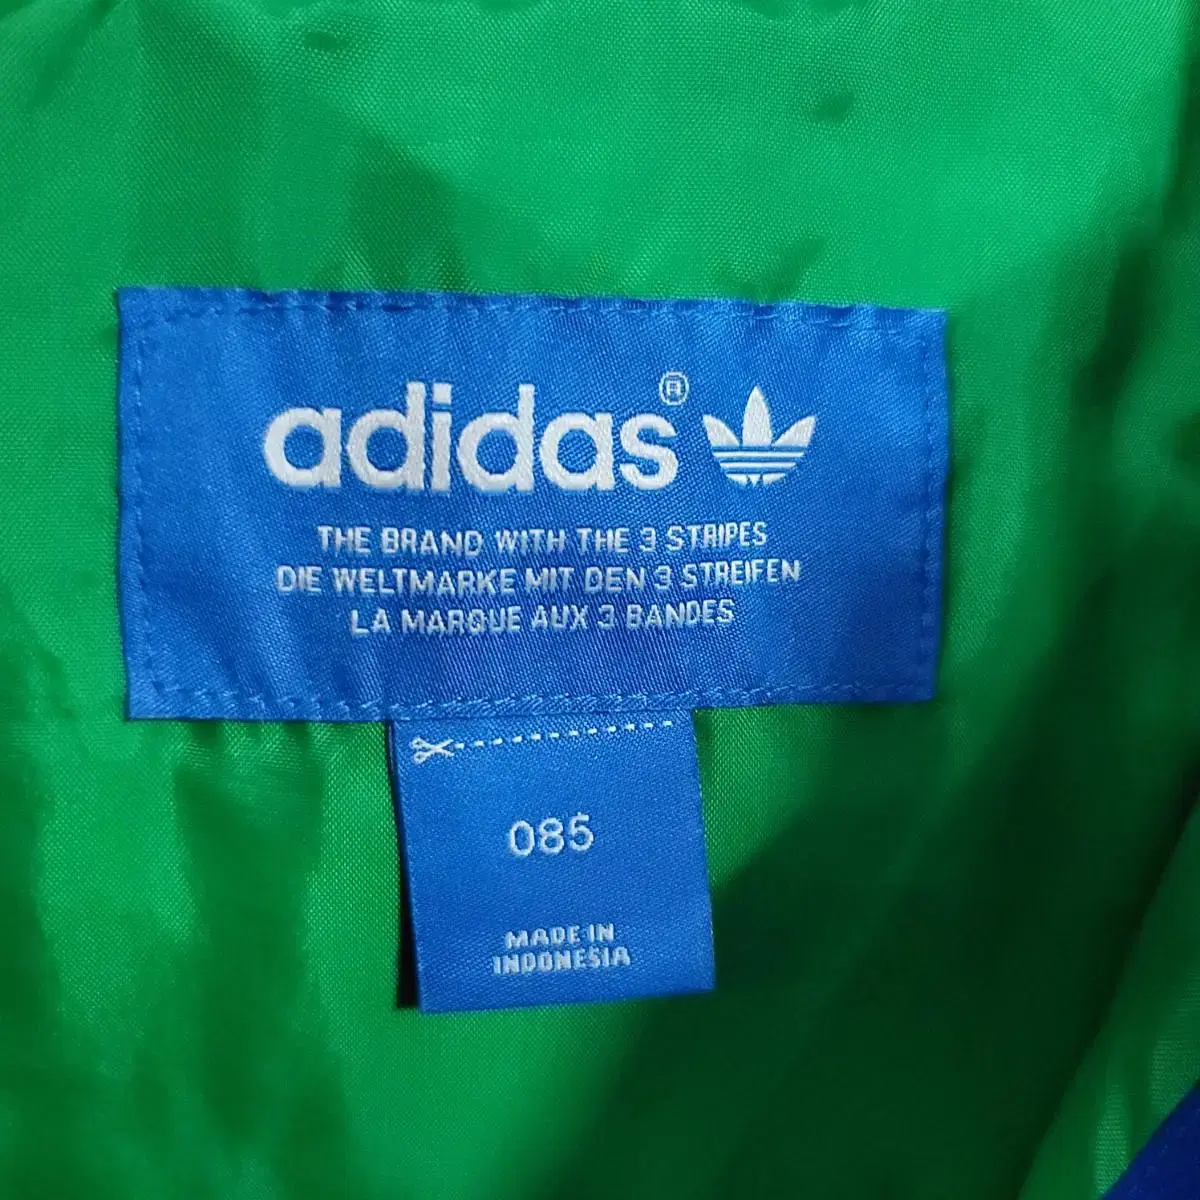 adidas®
THE BRAND WITH THE 3 STRIPES
DIE WELTMARKE MIT DEN 3 STREIFEN
LA MARQUE AUX 3 BANDES
085
MADE IN
INDONESIA